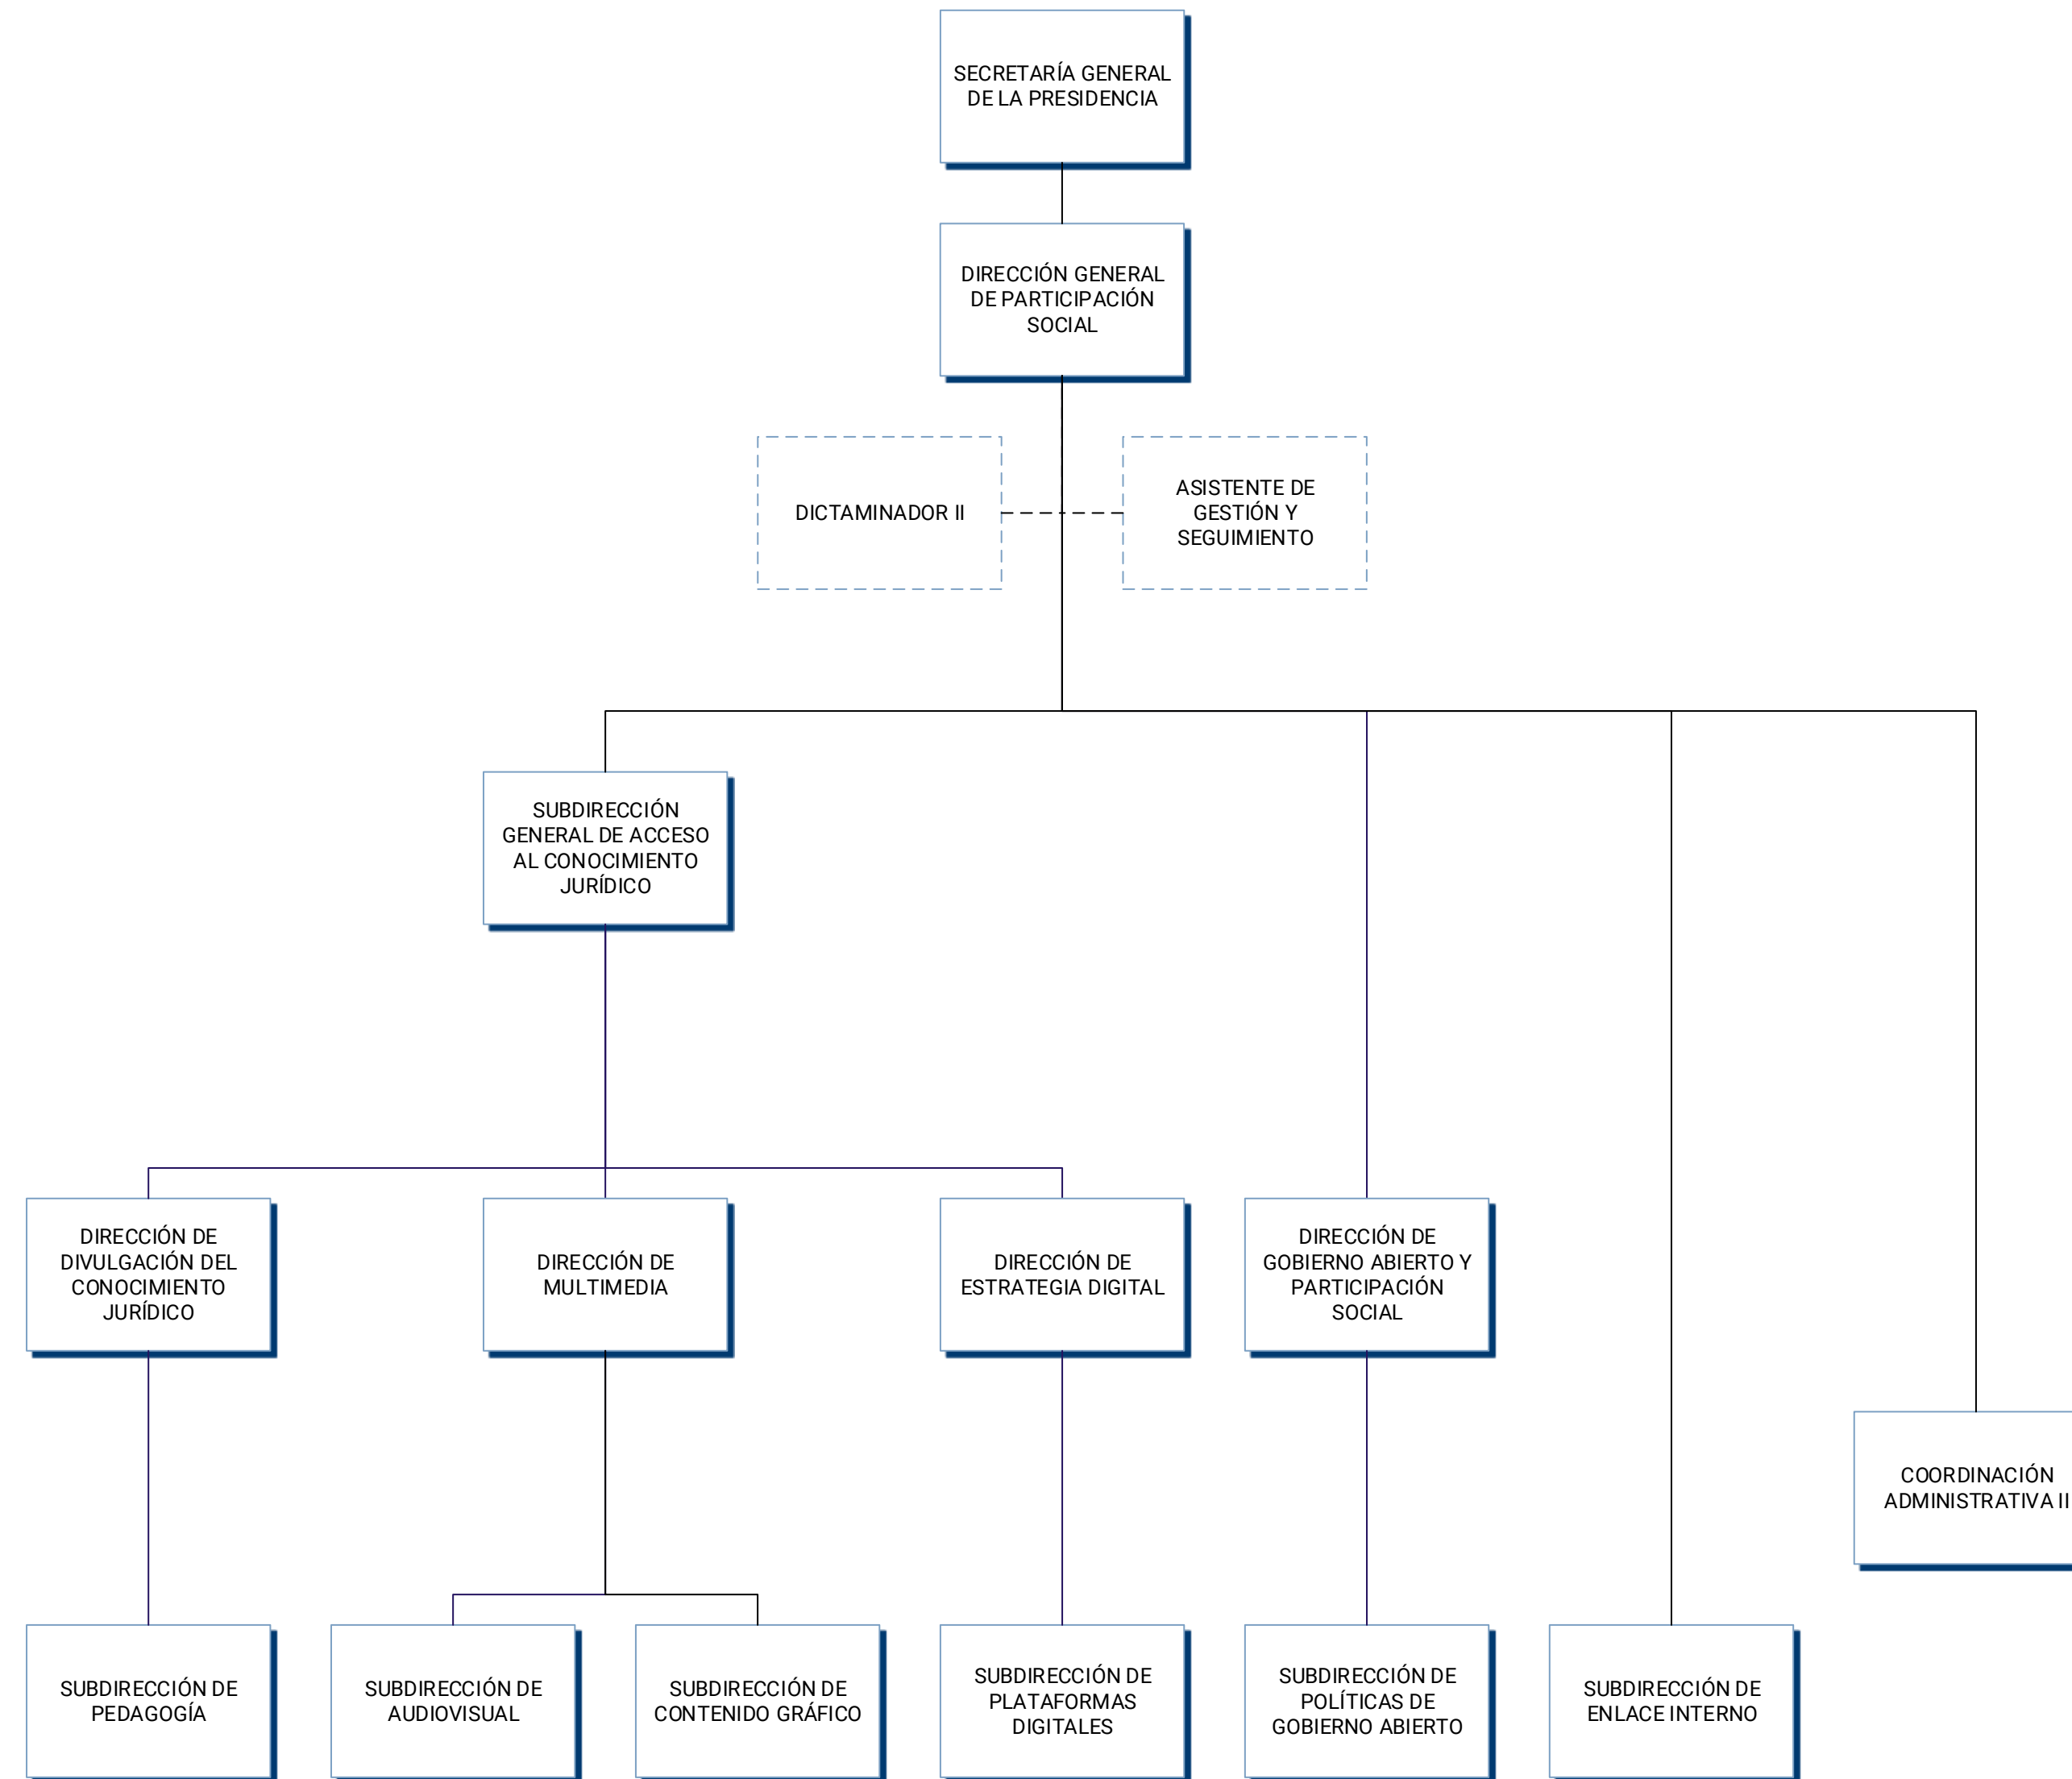 SECRETARÍA GENERAL
DE LA PRESIDENCIA
DIRECCIÓN GENERAL
DE PARTICIPACIÓN
SOCIAL
DICTAMINADOR II
ASISTENTE DE
GESTIÓN Y
SEGUIMIENTO
SUBDIRECCIÓN
GENERAL DE ACCESO
AL CONOCIMIENTO
JURÍDICO
DIRECCIÓN DE
DIVULGACIÓN DEL
CONOCIMIENTO
JURÍDICO
DIRECCIÓN DE
MULTIMEDIA
DIRECCIÓN DE
ESTRATEGIA DIGITAL
DIRECCIÓN DE
GOBIERNO ABIERTO Y
PARTICIPACIÓN
SOCIAL
COORDINACIÓN
ADMINISTRATIVA II
SUBDIRECCIÓN DE
PEDAGOGÍA
SUBDIRECCIÓN DE
AUDIOVISUAL
SUBDIRECCIÓN DE
CONTENIDO GRÁFICO
SUBDIRECCIÓN DE
PLATAFORMAS
DIGITALES
SUBDIRECCIÓN DE
POLÍTICAS DE
GOBIERNO ABIERTO
SUBDIRECCIÓN DE
ENLACE INTERNO